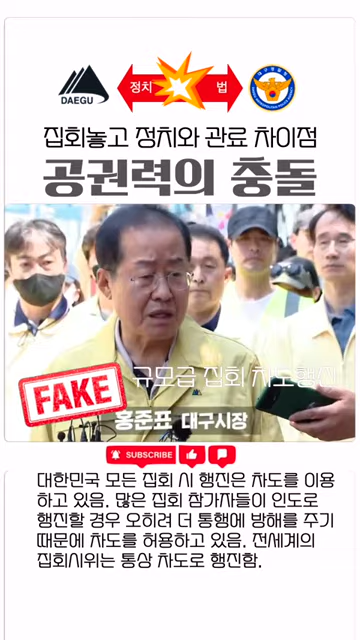 DAEGU
정치
법
집회놓고 정치와 관료 차이점
공권력의 충돌
FAKE
규모급 집회 차도행진
홍준표 대구시장
SUBSCRIBE
대한민국 모든 집회 시 행진은 차도를 이용
하고 있음. 많은 집회 참가자들이 인도로
행진할 경우 오히려 더 통행에 방해를 주기
때문에 차도를 허용하고 있음. 전세계의
집회시위는 통상 차도로 행진함.